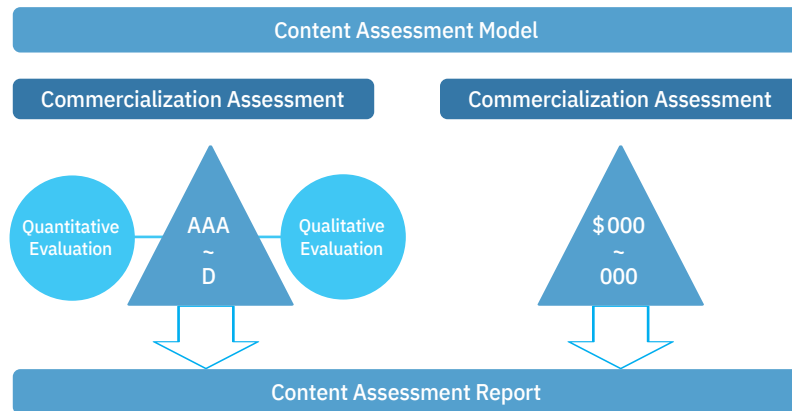 Content Assessment Model
Commercialization Assessment
Commercialization Assessment
Quantitative
Evaluation
AAA
~
D
Qualitative
Evaluation
$000
~
000
Content Assessment Report